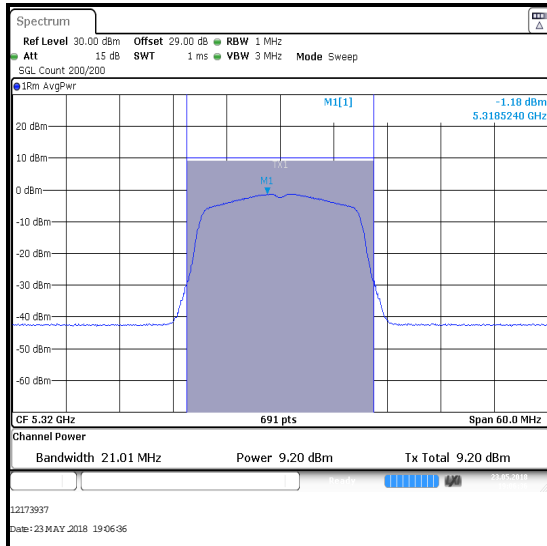 Spectrum
Ref Level 30.00 dBm Offset 29.00 dB RBW 1 MHz
Att 15 dB SWT 1 ms VBW 3 MHz Mode Sweep
SGL Count 200/200
1Rm AvgPwr
M1[1] -1.18 dBm
5.3185240 GHz
20 dBm
10 dBm
TX1
M1
0 dBm
-10 dBm
-20 dBm
-30 dBm
-40 dBm
-50 dBm
-60 dBm
CF 5.32 GHz 691 pts Span 60.0 MHz
Channel Power
Bandwidth 21.01 MHz Power 9.20 dBm Tx Total 9.20 dBm
Ready 23.05.2018
12173937
Date: 23 MAY 2018 19:06:36